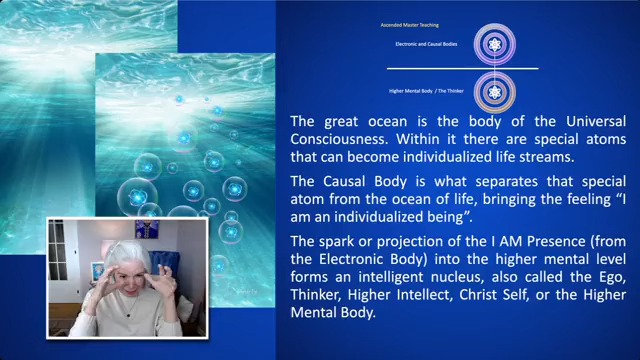 Ascended Master Teaching
Electronic and Causal Bodies
Higher Mental Body / The Thinker
The great ocean is the body of the Universal
Consciousness. Within it there are special atoms
that can become individualized life streams.
The Causal Body is what separates that special
atom from the ocean of life, bringing the feeling “I
am an individualized being”.
The spark or projection of the I AM Presence (from
the Electronic Body) into the higher mental level
forms an intelligent nucleus, also called the Ego,
Thinker, Higher Intellect, Christ Self, or the Higher
Mental Body.